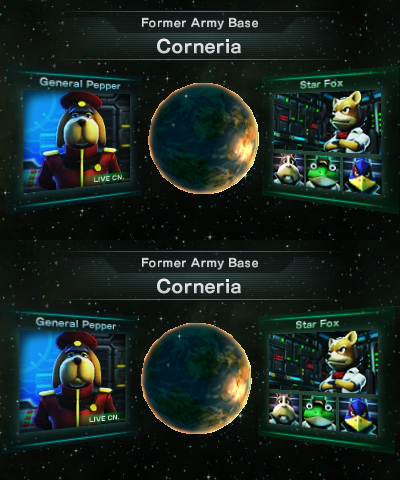 Former Army Base
Corneria
General Pepper
Star Fox
LIVE CN.
Former Army Base
Corneria
General Pepper
Star Fox
LIVE CN.